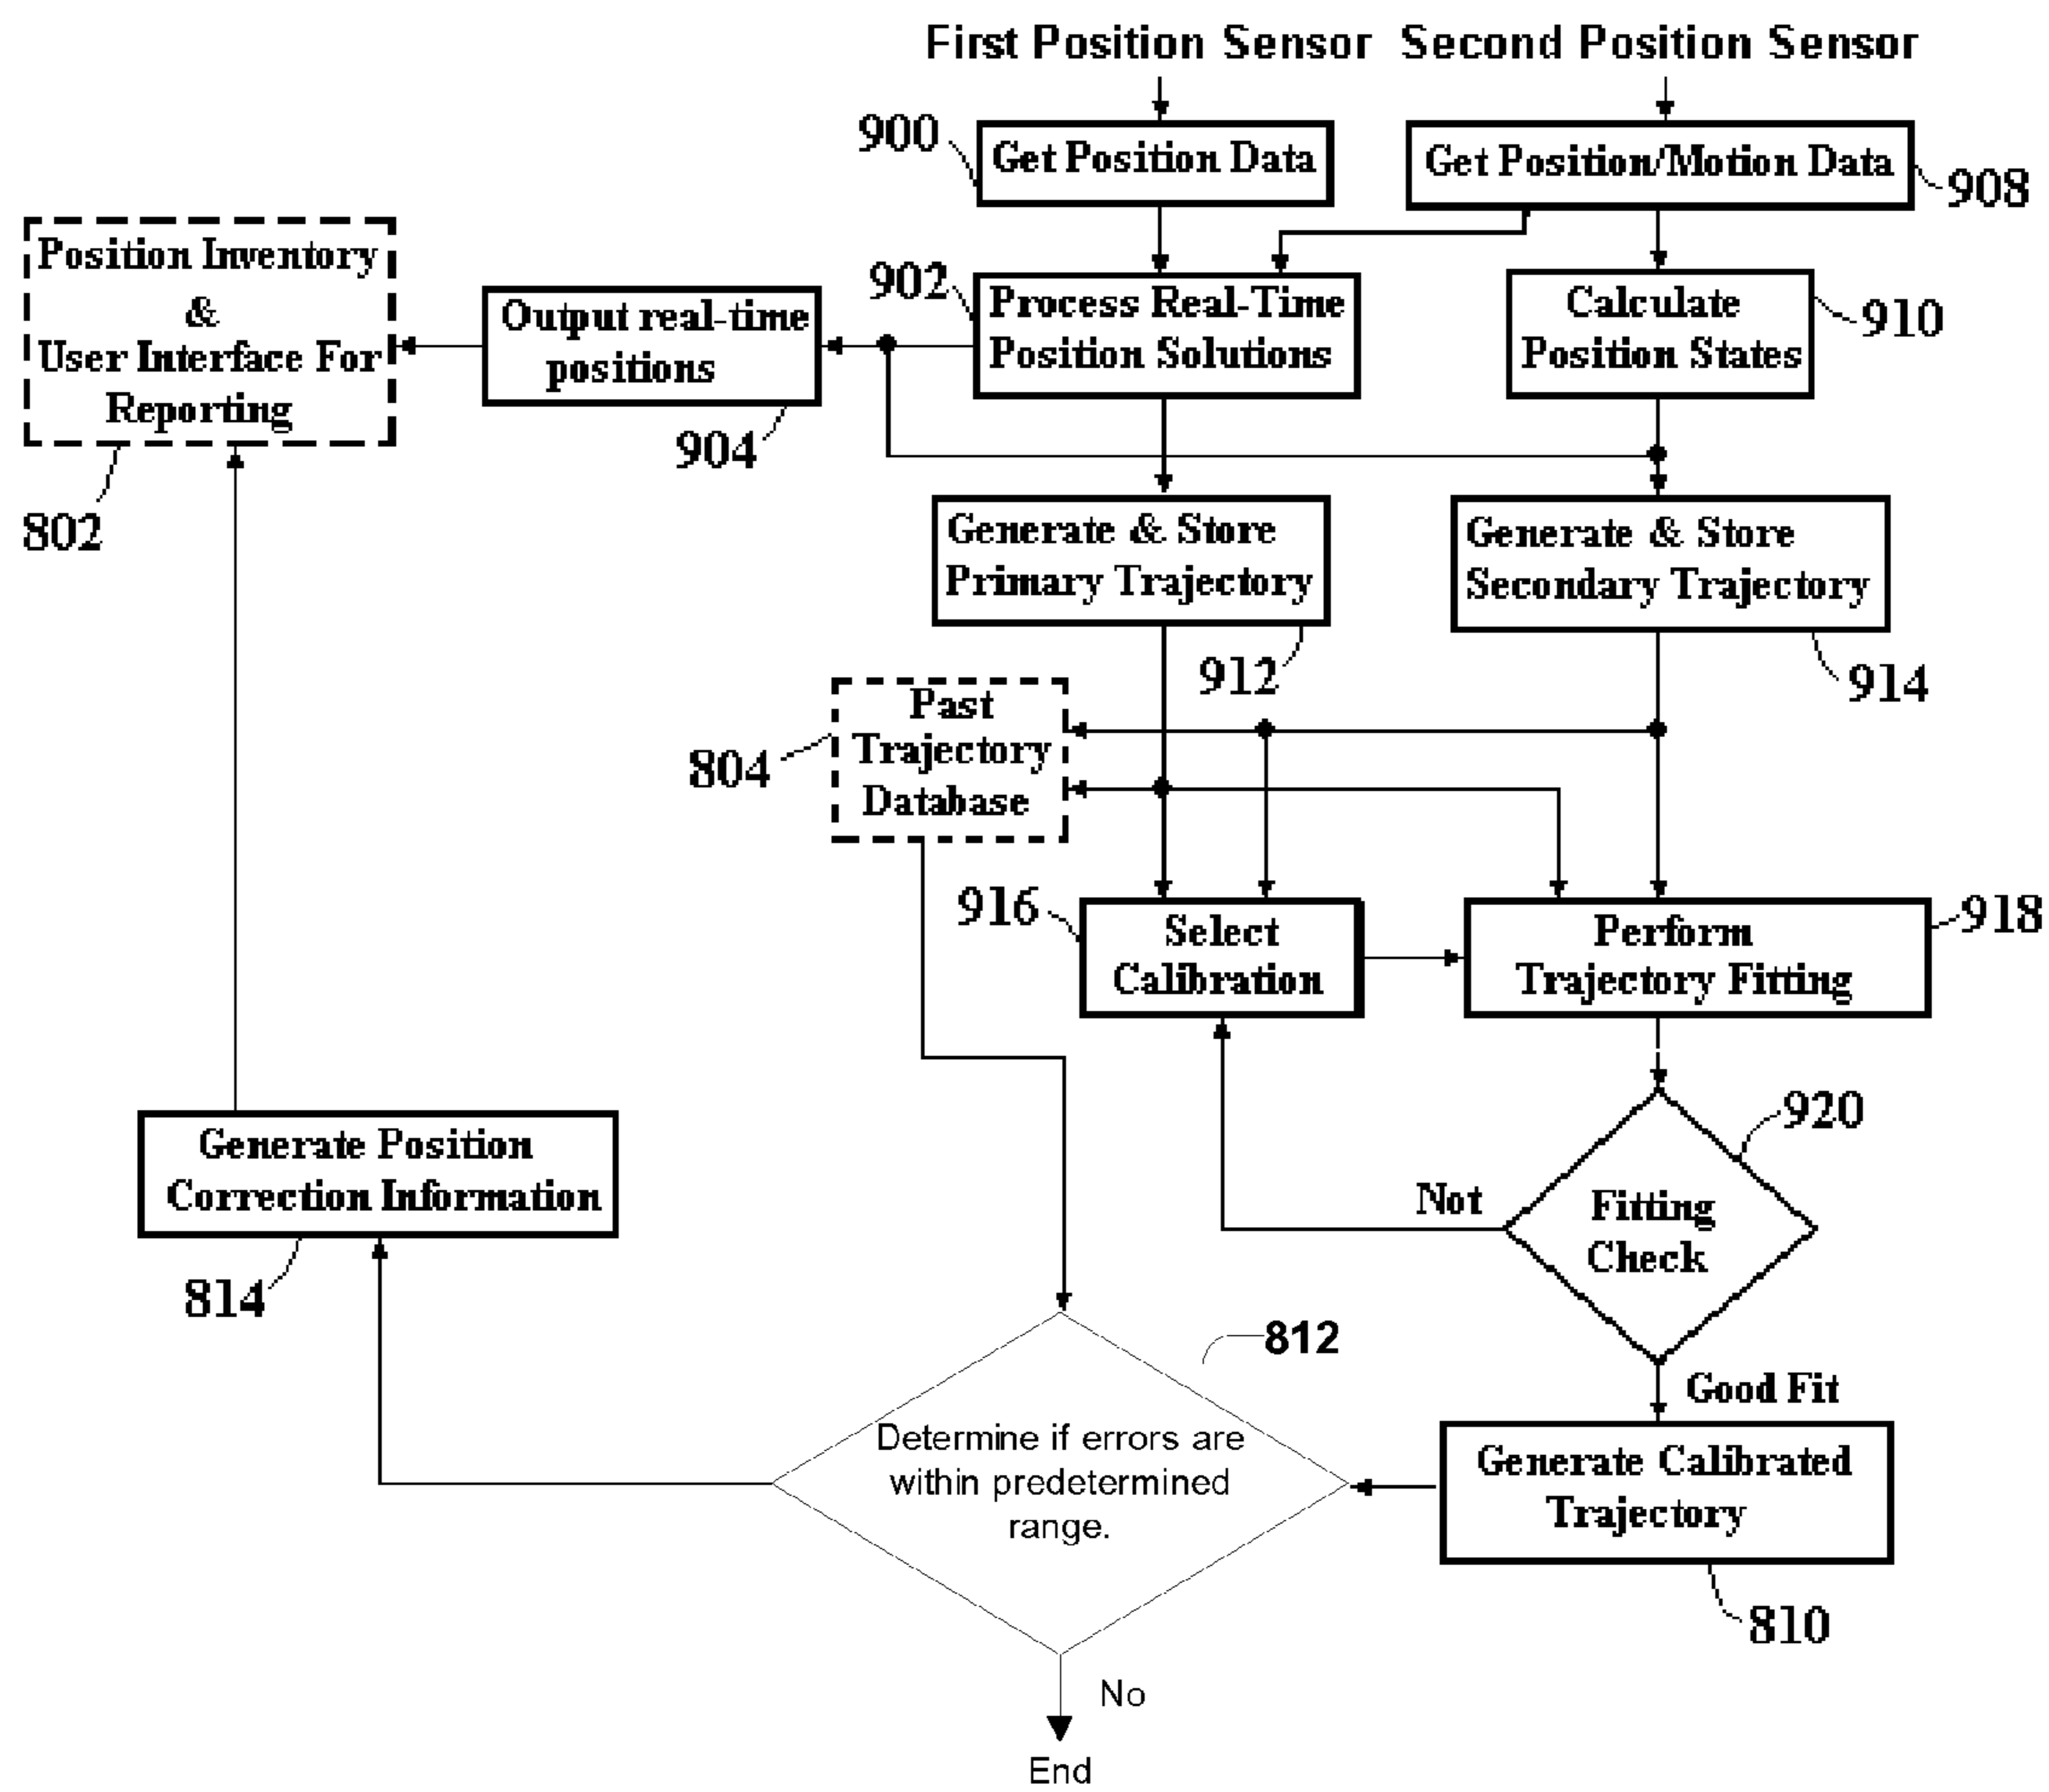 First Position Sensor
Second Position Sensor
900
Get Position Data
Get Position/Motion Data
908
Position Inventory
&
User Interface For
Reporting
802
Output real-time
positions
904
902
Process Real-Time
Position Solutions
Calculate
Position States
910
Generate & Store
Primary Trajectory
912
Generate & Store
Secondary Trajectory
914
Past
Trajectory
Database
804
916
Select
Calibration
Perform
Trajectory Fitting
918
920
Fitting
Check
Not
Good Fit
Generate Position
Correction Information
814
812
Determine if errors are
within predetermined
range.
Generate Calibrated
Trajectory
810
No
End